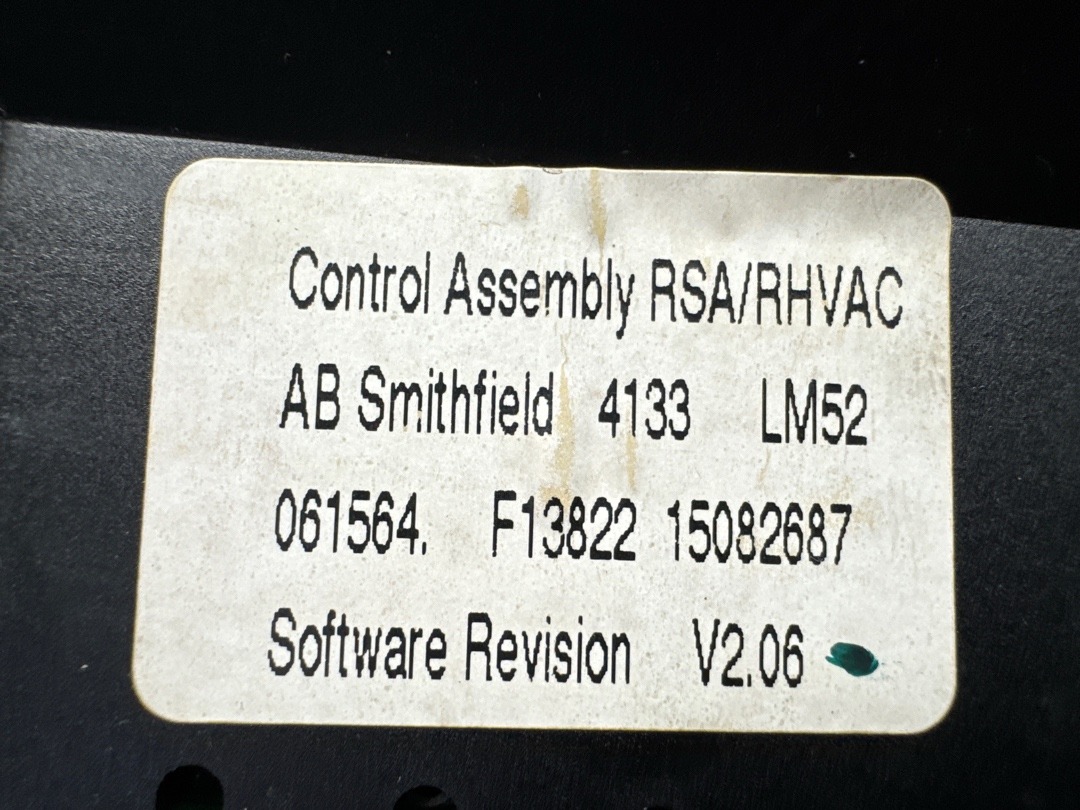 Control Assembly RSA/RHVAC
AB Smithfield 4133 LM52
061564. F13822 15082687
Software Revision V2.06